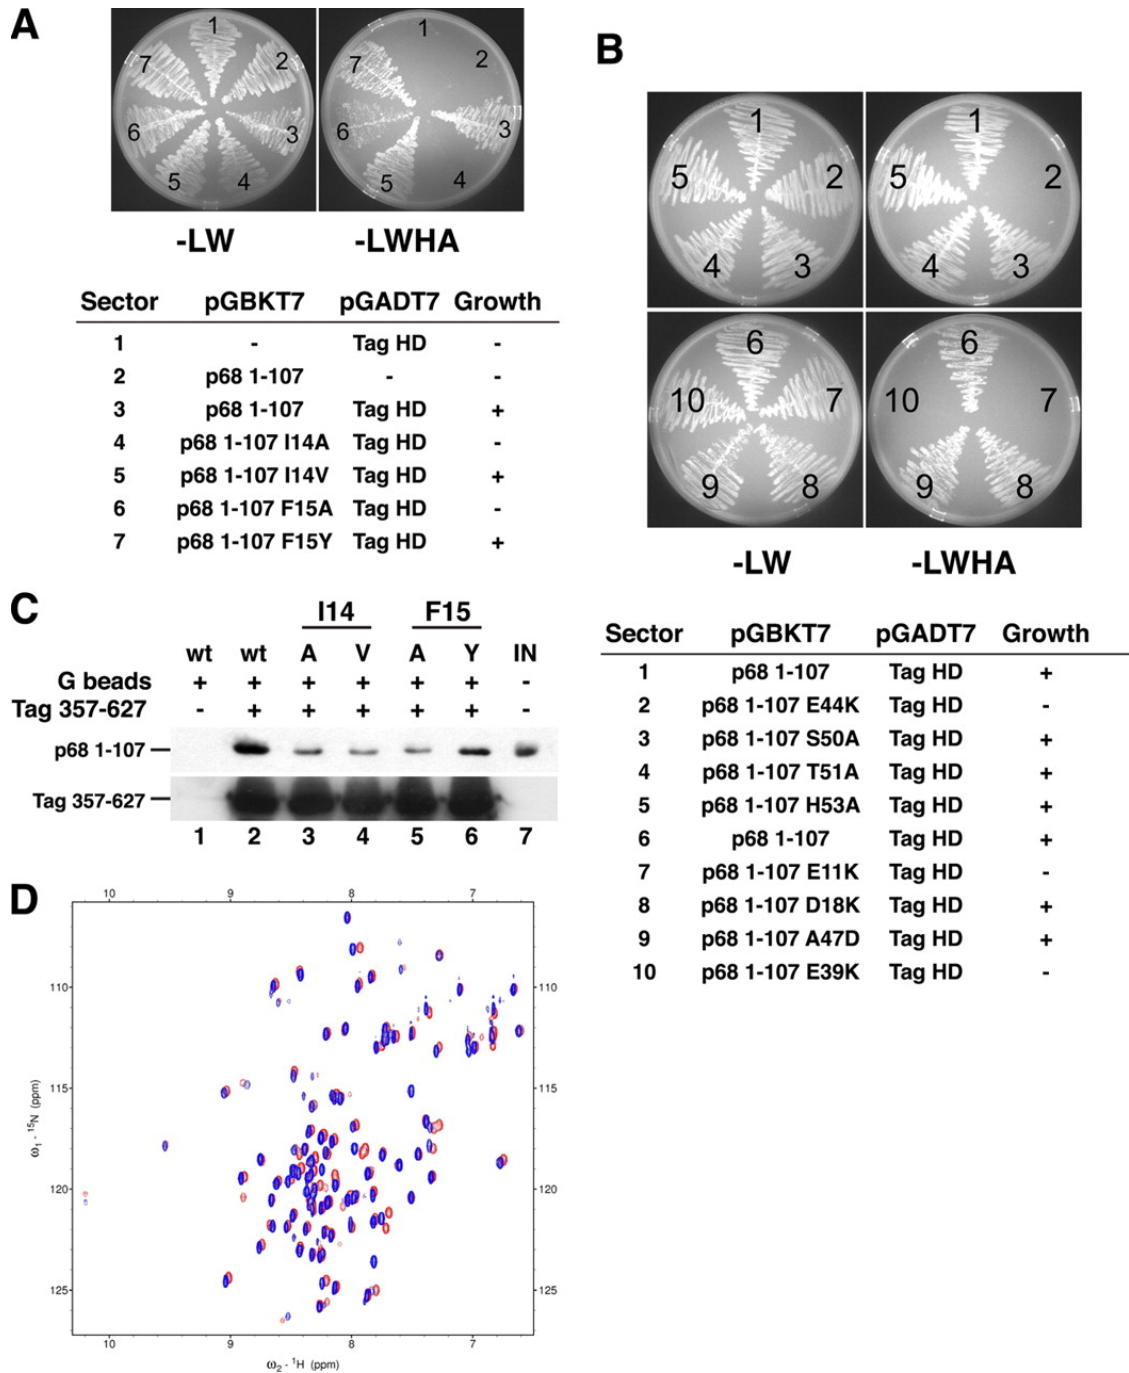 A
1
2
3
4
5
6
7
1
2
3
4
5
6
7
-LW
-LWHA
Sector pGBKT7 pGADT7 Growth
1 - Tag HD -
2 p68 1-107 - -
3 p68 1-107 Tag HD +
4 p68 1-107 I14A Tag HD -
5 p68 1-107 I14V Tag HD +
6 p68 1-107 F15A Tag HD -
7 p68 1-107 F15Y Tag HD +
B
1
2
3
4
5
1
2
3
4
5
6
7
8
9
10
6
7
8
9
10
-LW
-LWHA
Sector pGBKT7 pGADT7 Growth
1 p68 1-107 Tag HD +
2 p68 1-107 E44K Tag HD -
3 p68 1-107 S50A Tag HD +
4 p68 1-107 T51A Tag HD +
5 p68 1-107 H53A Tag HD +
6 p68 1-107 Tag HD +
7 p68 1-107 E11K Tag HD -
8 p68 1-107 D18K Tag HD +
9 p68 1-107 A47D Tag HD +
10 p68 1-107 E39K Tag HD -
C
I14 F15
wt wt A V A Y IN
G beads + + + + + + -
Tag 357-627 - + + + + + -
p68 1-107
Tag 357-627
1 2 3 4 5 6 7
D
10 9 8 7
110 110
115 115
120 120
125 125
10 9 8 7
ω1 - 15N (ppm)
ω2 - 1H (ppm)